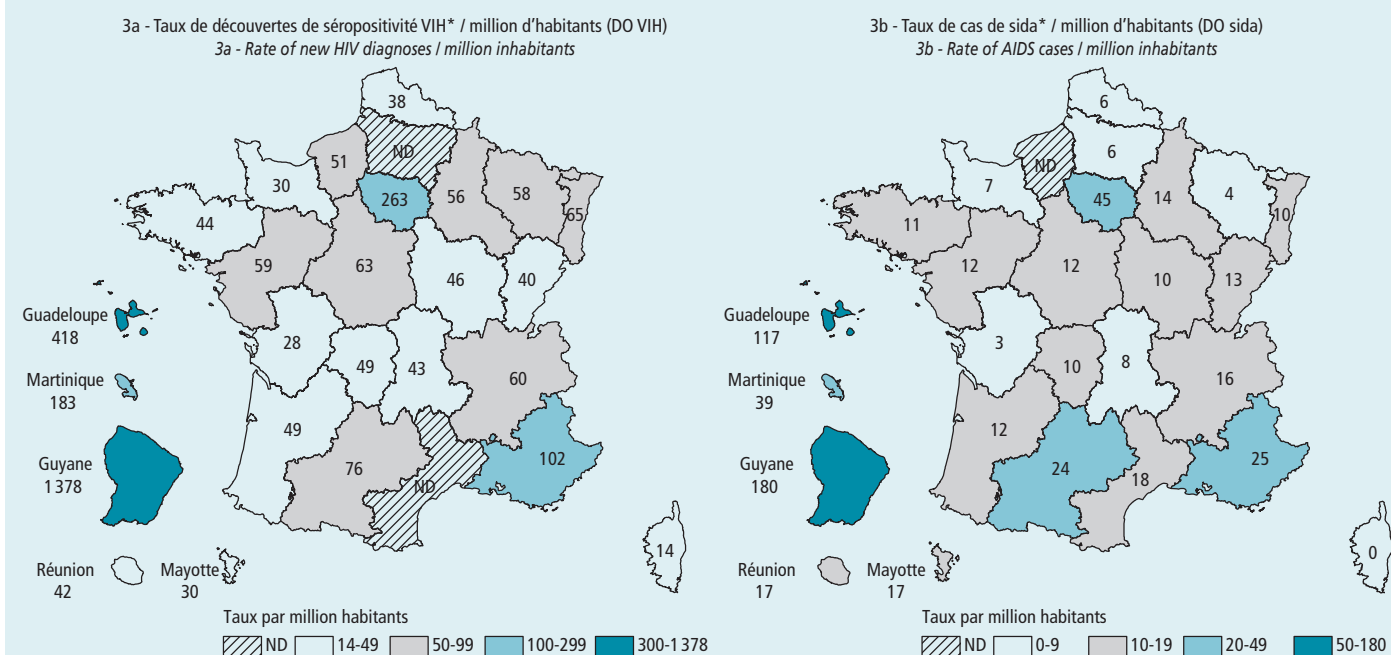 3a - Taux de découvertes de séropositivité VIH* / million d’habitants (DO VIH)
3a - Rate of new HIV diagnoses / million inhabitants
38
ND
51
30
263
56
58
65
44
59
63
46
40
Guadeloupe
418
28
49
43
60
Martinique
183
49
76
102
ND
Guyane
1 378
14
Réunion
42
Mayotte
30
Taux par million habitants
ND 14-49 50-99 100-299 300-1 378
3b - Taux de cas de sida* / million d’habitants (DO sida)
3b - Rate of AIDS cases / million inhabitants
6
6
ND
7
45
14
4
10
11
12
12
10
13
Guadeloupe
117
3
10
8
16
Martinique
39
12
24
18
25
Guyane
180
0
Réunion
17
Mayotte
17
Taux par million habitants
ND 0-9 10-19 20-49 50-180